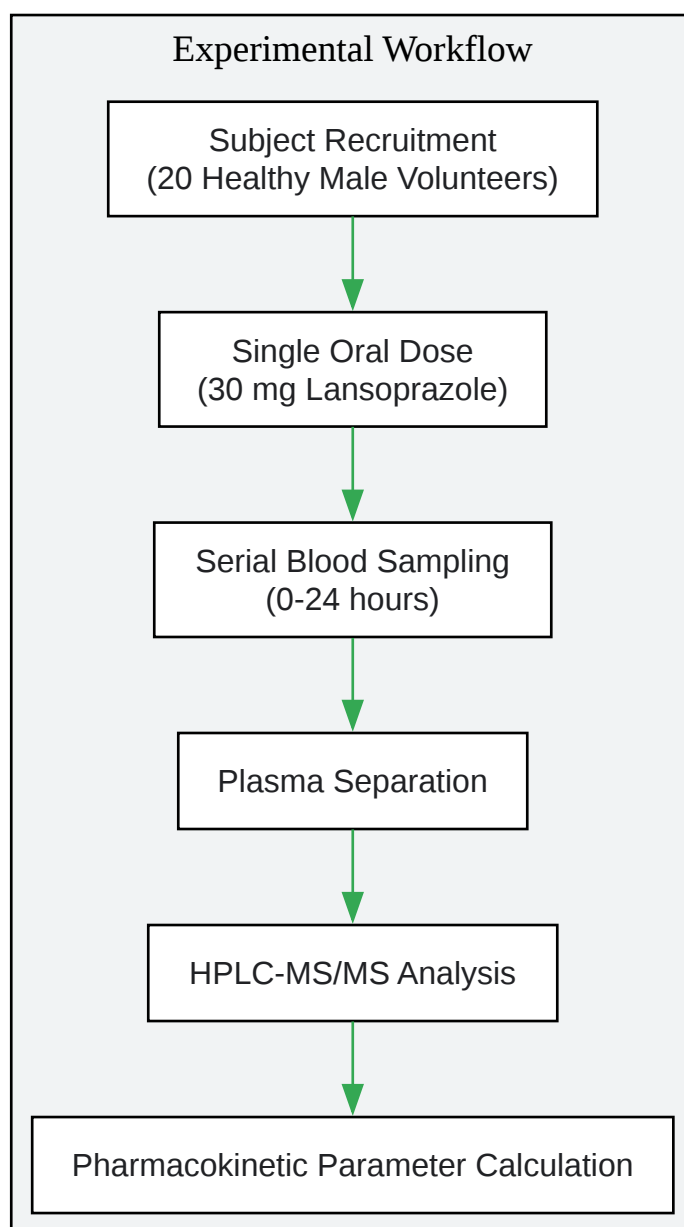 Experimental Workflow
Subject Recruitment
(20 Healthy Male Volunteers)
Single Oral Dose
(30 mg Lansoprazole)
Serial Blood Sampling
(0-24 hours)
Plasma Separation
HPLC-MS/MS Analysis
Pharmacokinetic Parameter Calculation